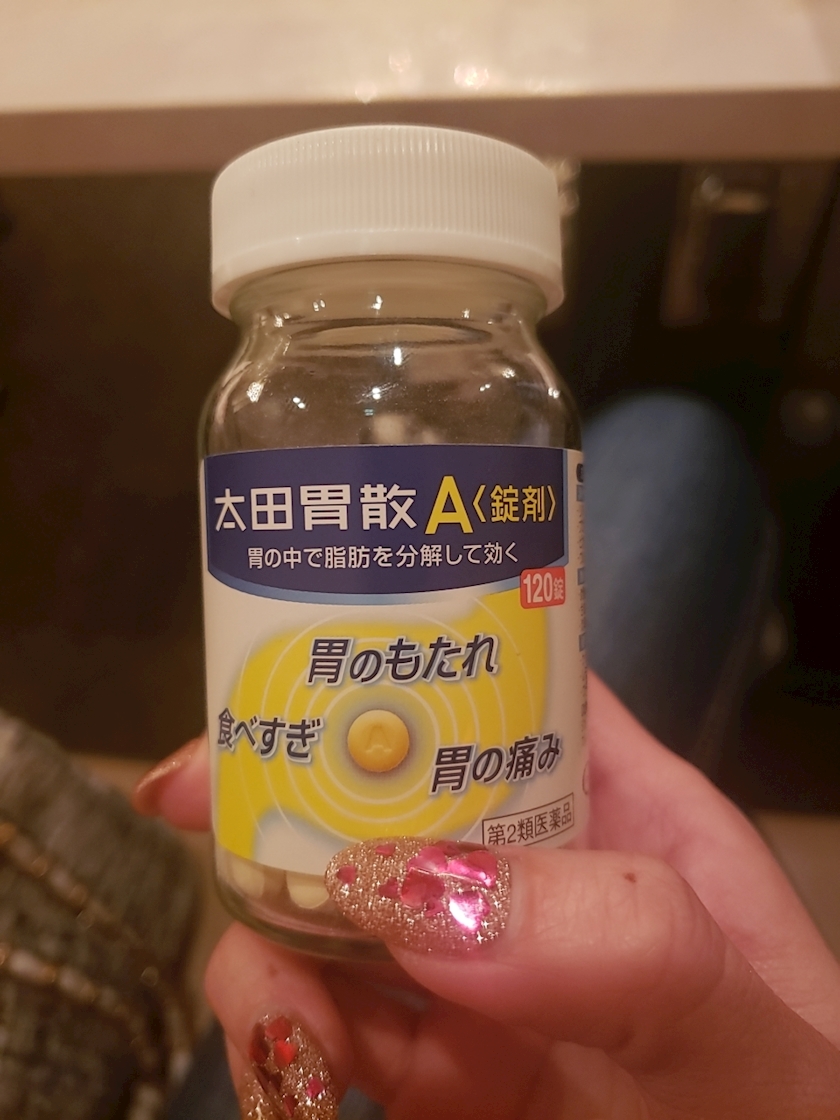 太田胃散A〈錠剤〉
胃の中で脂肪を分解して効く
120錠
胃のもたれ
食べすぎ
A
胃の痛み
第2類医薬品